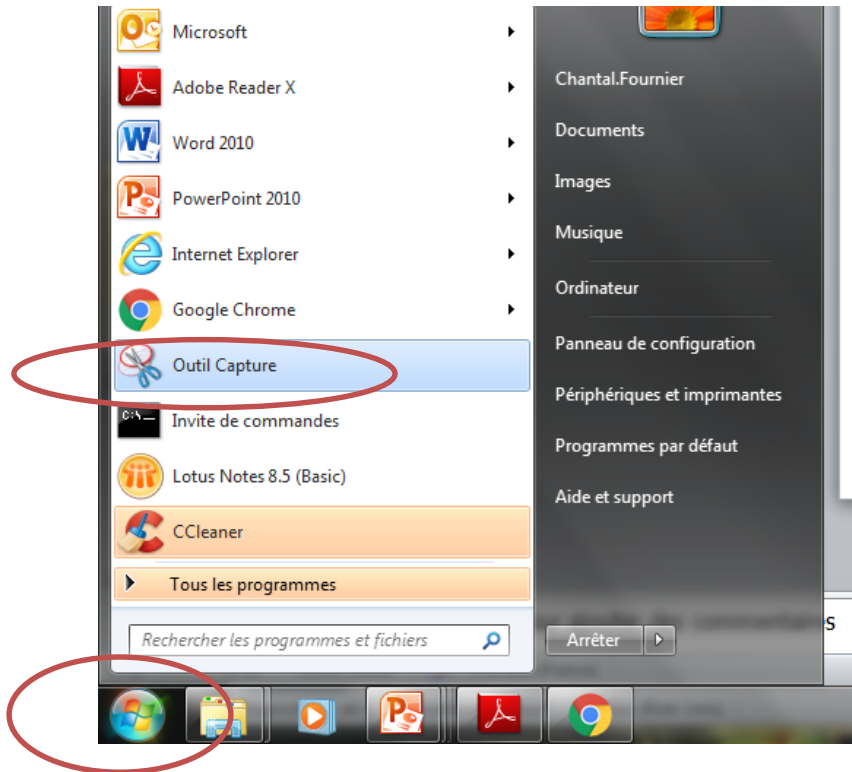 Microsoft
Adobe Reader X
Word 2010
PowerPoint 2010
Internet Explorer
Google Chrome
Outil Capture
C:\_
Invite de commandes
Lotus Notes 8.5 (Basic)
CCleaner
Tous les programmes
Rechercher les programmes et fichiers
Chantal.Fournier
Documents
Images
Musique
Ordinateur
Panneau de configuration
Périphériques et imprimantes
Programmes par défaut
Aide et support
Arrêter